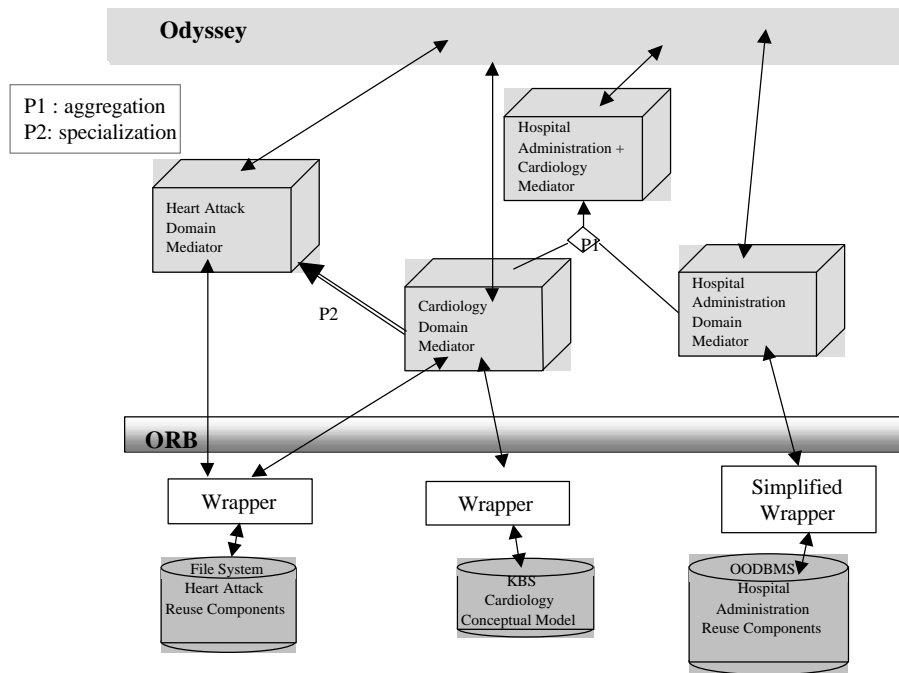 Odyssey
P1 : aggregation
P2: specialization
Hospital
Administration +
Cardiology
Mediator
Heart Attack
Domain
Mediator
P1
P2
Cardiology
Domain
Mediator
Hospital
Administration
Domain
Mediator
ORB
Wrapper
Wrapper
Simplified
Wrapper
File System
Heart Attack
Reuse Components
KBS
Cardiology
Conceptual Model
OODBMS
Hospital
Administration
Reuse Components